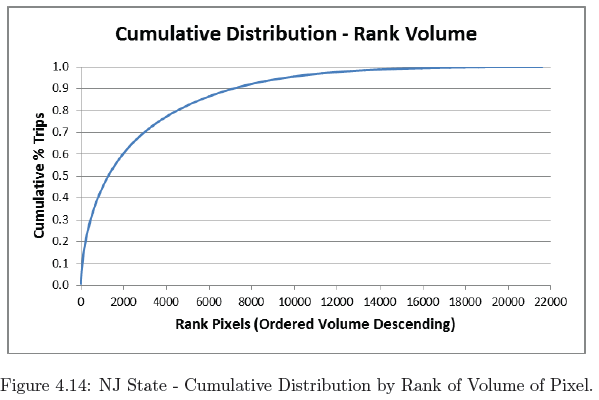 Cumulative Distribution - Rank Volume
Cumulative % Trips
1.0
0.9
0.8
0.7
0.6
0.5
0.4
0.3
0.2
0.1
0.0
0 2000 4000 6000 8000 10000 12000 14000 16000 18000 20000 22000
Rank Pixels (Ordered Volume Descending)
Figure 4.14: NJ State - Cumulative Distribution by Rank of Volume of Pixel.